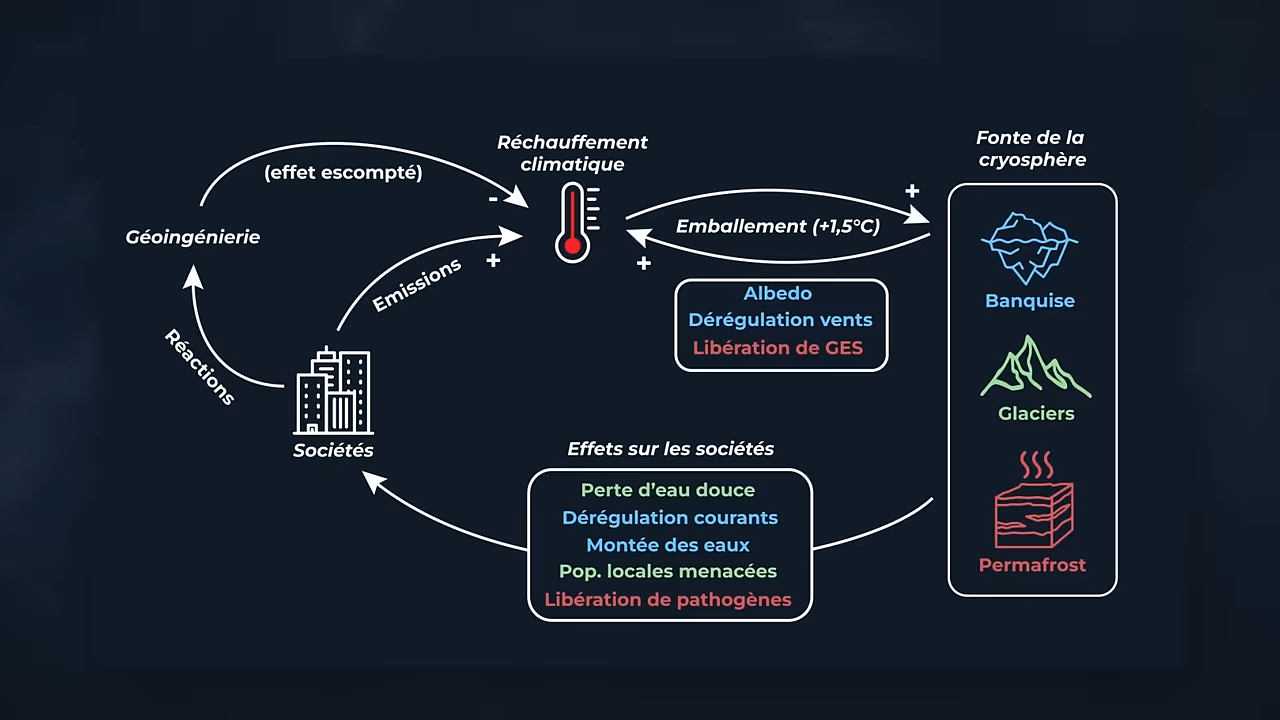 Réchauffement
climatique
Fonte de la
cryosphère
(effet escompté)
-
+
Géoingénierie
Emballement (+1,5°C)
Emissions
+
+
Albedo
Dérégulation vents
Libération de GES
Banquise
Réactions
Glaciers
Sociétés
Effets sur les sociétés
Perte d'eau douce
Dérégulation courants
Montée des eaux
Pop. locales menacées
Libération de pathogènes
Permafrost